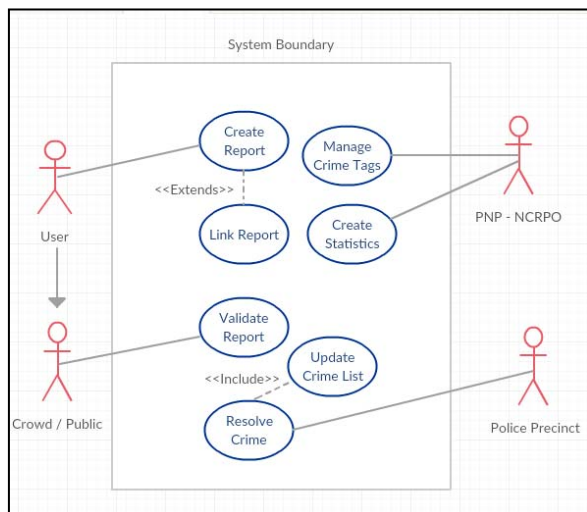 System Boundary
Create
Report
Manage
Crime Tags
<<Extends>>
User
Link Report
Create
Statistics
PNP - NCRPO
Validate
Report
Update
Crime List
<<Include>>
Crowd / Public
Resolve
Crime
Police Precinct